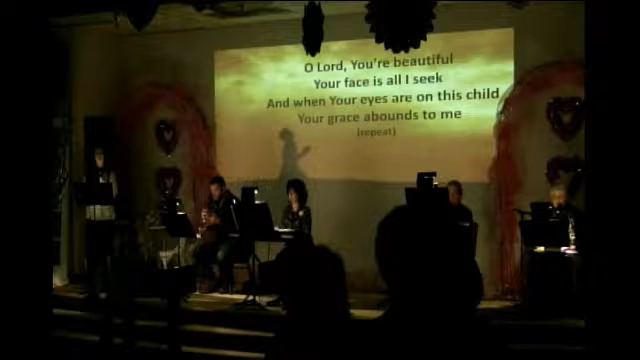 O Lord, You're beautiful
Your face is all I seek
And when Your eyes are on this child
Your grace abounds to me
(repeat)